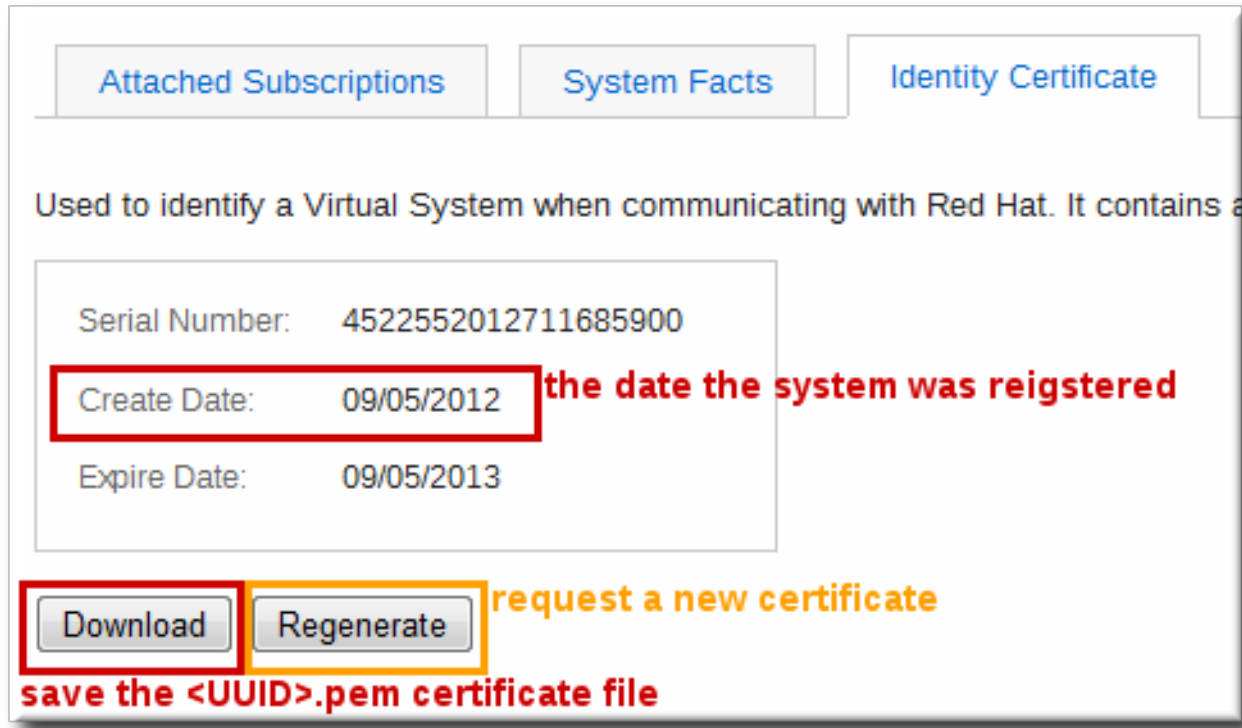 Attached Subscriptions System Facts Identity Certificate
Used to identify a Virtual System when communicating with Red Hat. It contains
Serial Number: 4522552012711685900
Create Date: 09/05/2012 the date the system was reigstered
Expire Date: 09/05/2013
Download Regenerate request a new certificate
save the <UUID>.pem certificate file